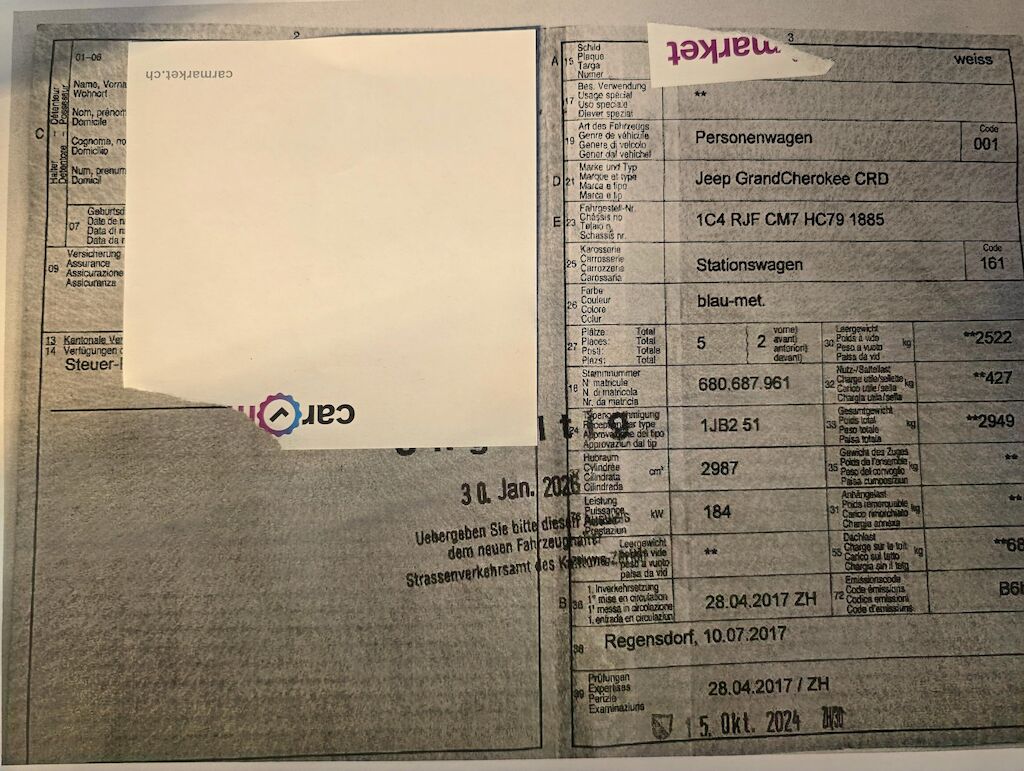 2
01-06
carmarket.ch
C
Halter Détenteur
Detentore Possessur
Name, Vorna
Wohnort
Nom, prénom
Domicile
Cognome, no
Domicilio
Num, prenum
Domicil
07
Geburtsd
Date de n
Data di n
Data da n
09
Versicherung
Assurance
Assicurazione
Assicuranza
13 Kantonale Ver
14 Verfügungen d
Steuer-
car
30. Jan. 2026
Uebergeben Sie bitte diesen Ausweis
dem neuen Fahrzeughalter
Strassenverkehrsamt des Kantons Zürich
3
market
A 15
Schild
Plaque
Targa
Numer
weiss
17
Bes. Verwendung
Usage spécial
Uso speciale
Diever spezial
**
19
Art des Fahrzeugs
Genre de véhicule
Genere di veicolo
Gener dal vehichel
Personenwagen
Code
001
D 21
Marke und Typ
Marque et type
Marca e tipo
Marca e tip
Jeep GrandCherokee CRD
E 23
Fahrgestell-Nr.
Châssis no
Telaio n.
Schassis nr.
1C4 RJF CM7 HC79 1885
25
Karosserie
Carrosserie
Carrozzeria
Carossaria
Stationswagen
Code
161
26
Farbe
Couleur
Colore
Colur
blau-met.
27
Plätze Total
Places: Total
Posti: Totale
Plazs: Total
5
2
vorne)
avant)
anteriori)
davant)
30
Leergewicht
Poids à vide
Peso a vuoto
Paisa da vid
kg
**2522
18
Stammnummer
N° matricule
N. di matricola
Nr. da matricla
680.687.961
32
Nutz-/Sattellast
Charge utile/sellette
Carico utile/sella
Chargia utila/sella
kg
**427
24
Typengenehmigung
Réception par type
Approvazione del tipo
Approvaziun dal tip
1JB2 51
33
Gesamtgewicht
Poids total
Peso totale
Paisa totala
kg
**2949
37
Hubraum
Cylindrée
Cilindrata
Cilindrada
cm³
2987
35
Gewicht des Zuges
Poids de l'ensemble
Peso del convoglio
Paisa cumposiziun
kg
**
76
Leistung
Puissance
Prestaziun
kW
184
31
Anhängelast
Poids remorquable
Carico rimorchiato
Chargia annexa
kg
**
Leergewicht
poids à vide
peso a vuoto
paisa da vid
**
55
Dachlast
Charge sur le toit
Carico sul tetto
Chargia sin il tetg
kg
**68
B 36
1. Inverkehrsetzung
1re mise en circulation
1a messa in circolazione
1. entrada en circulaziun
28.04.2017 ZH
72
Emissionscode
Code émissions
Codice emissioni
Code d'emissiuns
B6
38
Regensdorf, 10.07.2017
39
Prüfungen
Expertises
Perizie
Examinaziuns
28.04.2017 / ZH
15. Okt. 2024